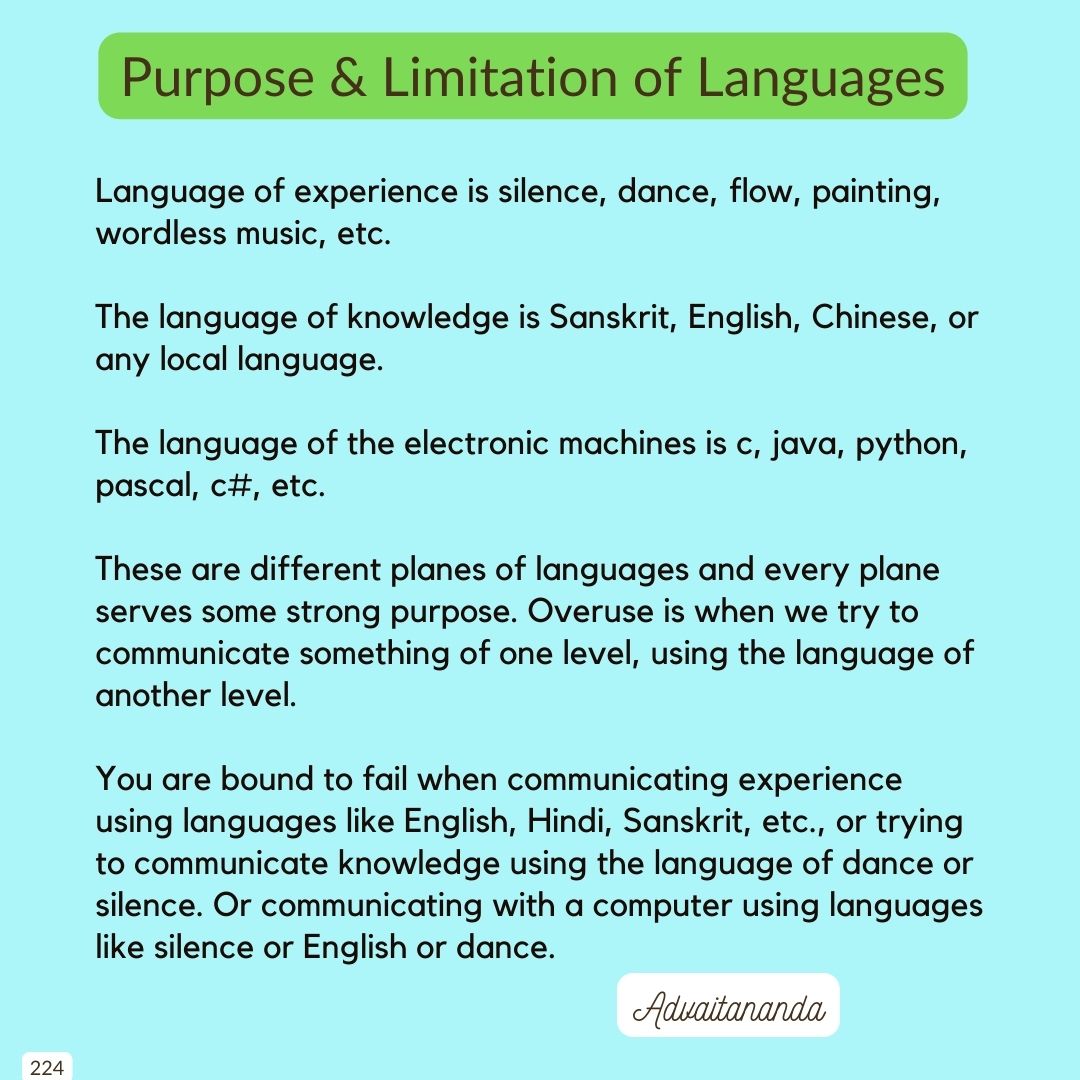 Purpose & Limitation of Languages
Language of experience is silence, dance, flow, painting,
wordless music, etc.
The language of knowledge is Sanskrit, English, Chinese, or
any local language.
The language of the electronic machines is c, java, python,
pascal, c#, etc.
These are different planes of languages and every plane
serves some strong purpose. Overuse is when we try to
communicate something of one level, using the language of
another level.
You are bound to fail when communicating experience
using languages like English, Hindi, Sanskrit, etc., or trying
to communicate knowledge using the language of dance or
silence. Or communicating with a computer using languages
like silence or English or dance.
Advaitananda
224